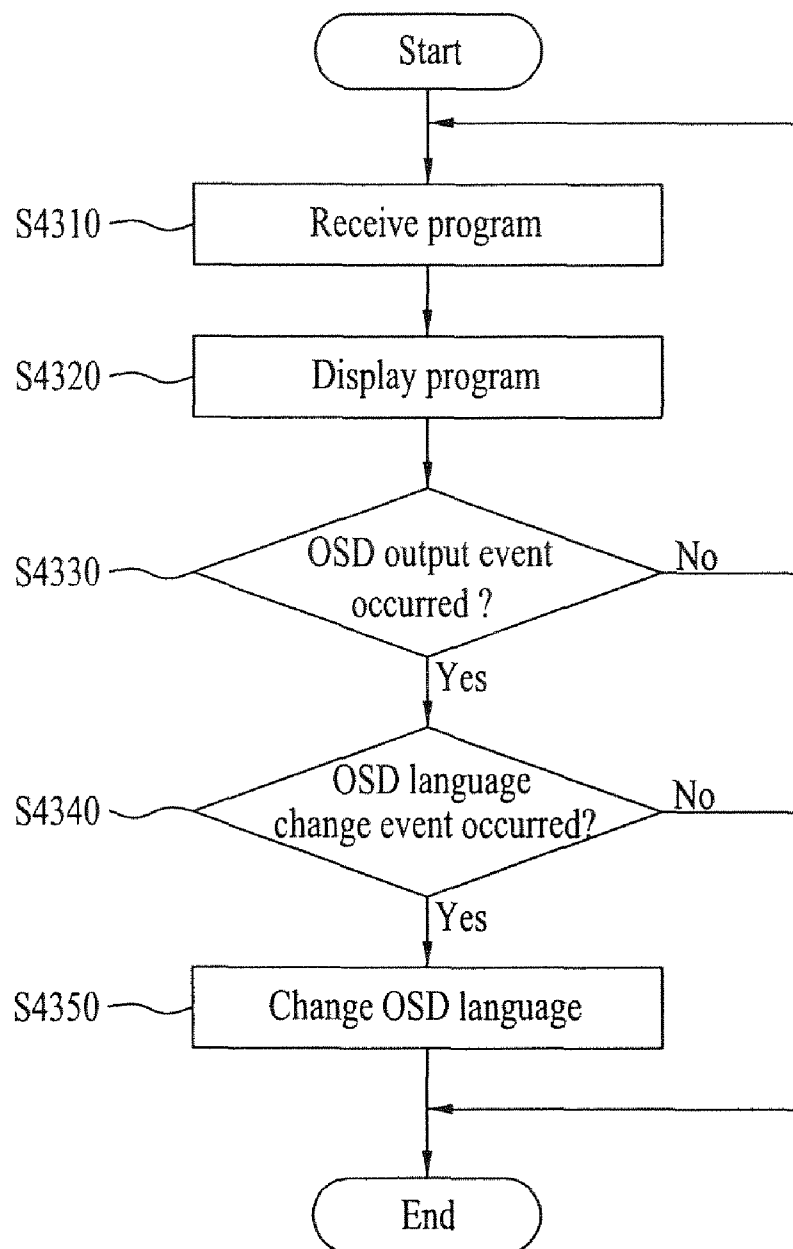 Start
S4310
Receive program
S4320
Display program
S4330
OSD output event
occurred ?
No
Yes
S4340
OSD language
change event occurred?
No
Yes
S4350
Change OSD language
End